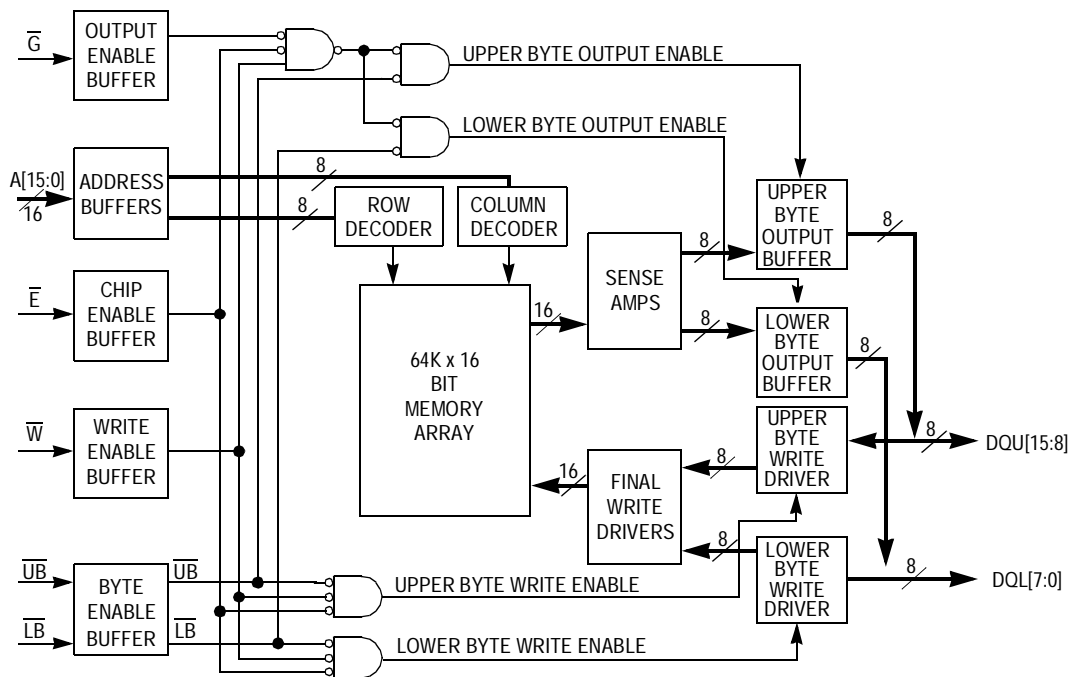 G
OUTPUT
ENABLE
BUFFER
UPPER BYTE OUTPUT ENABLE
LOWER BYTE OUTPUT ENABLE
A[15:0]
16
ADDRESS
BUFFERS
8
8
ROW
DECODER
COLUMN
DECODER
UPPER
BYTE
OUTPUT
BUFFER
8
E
CHIP
ENABLE
BUFFER
64K x 16
BIT
MEMORY
ARRAY
16
SENSE
AMPS
8
8
LOWER
BYTE
OUTPUT
BUFFER
8
W
WRITE
ENABLE
BUFFER
16
FINAL
WRITE
DRIVERS
8
8
UPPER
BYTE
WRITE
DRIVER
8
DQU[15:8]
UB
LB
BYTE
ENABLE
BUFFER
UB
LB
UPPER BYTE WRITE ENABLE
LOWER BYTE WRITE ENABLE
LOWER
BYTE
WRITE
DRIVER
8
DQL[7:0]